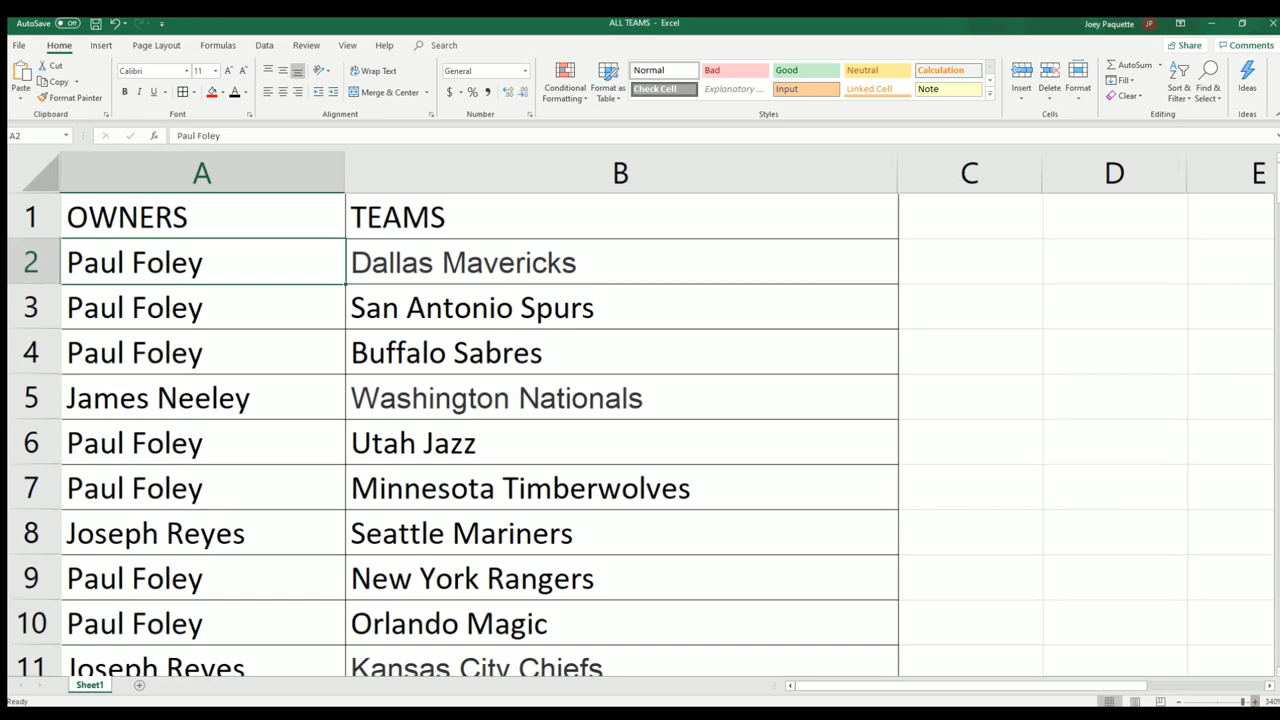 AutoSave Off
ALL TEAMS - Excel
Joey Paquette JP
File Home Insert Page Layout Formulas Data Review View Help Search
Share Comments
Paste
Cut
Copy
Format Painter
Clipboard
Calibri 11
B I U
Font
Wrap Text
Merge & Center
Alignment
General
$ % ,
Number
Conditional Formatting
Format as Table
Normal Bad Good Neutral Calculation
Check Cell Explanatory ... Input Linked Cell Note
Styles
Insert Delete Format
Cells
AutoSum
Fill
Clear
Sort & Filter
Find & Select
Editing
Ideas
Ideas
A2 fx Paul Foley
A B C D E
1 OWNERS TEAMS
2 Paul Foley Dallas Mavericks
3 Paul Foley San Antonio Spurs
4 Paul Foley Buffalo Sabres
5 James Neeley Washington Nationals
6 Paul Foley Utah Jazz
7 Paul Foley Minnesota Timberwolves
8 Joseph Reyes Seattle Mariners
9 Paul Foley New York Rangers
10 Paul Foley Orlando Magic
11 Joseph Reyes Kansas City Chiefs
Sheet1
Ready
340%